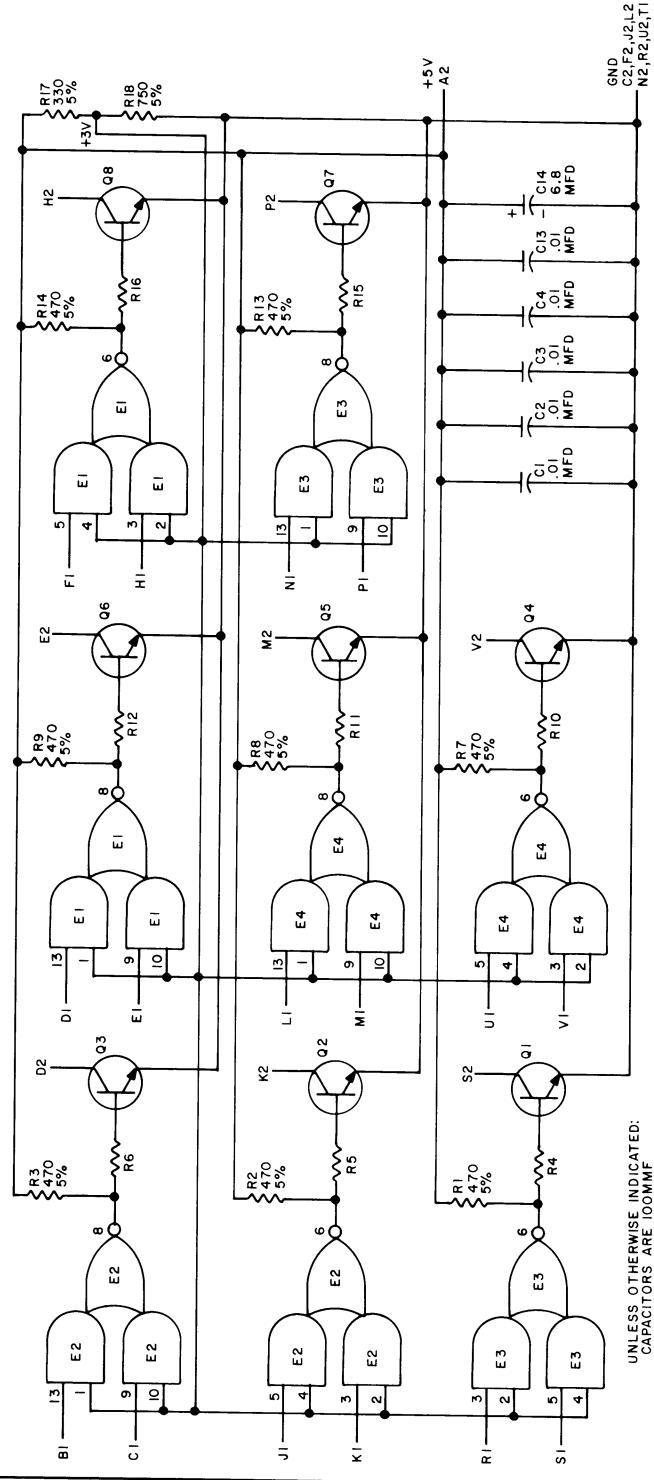 B1
13
1
C1
9
10
E2
E2
E2
8
R3
470
5%
R6
D2
Q3
D1
13
1
E1
9
10
E1
E1
E1
8
R9
470
5%
R12
E2
Q6
F1
5
4
H1
3
2
E1
E1
E1
6
R14
470
5%
R16
H2
Q8
R17
330
5%
+3V
R18
750
5%
J1
5
4
K1
3
2
E2
E2
E2
6
R2
470
5%
R5
K2
Q2
L1
13
1
M1
9
10
E4
E4
E4
8
R8
470
5%
R11
M2
Q5
N1
13
1
P1
9
10
E3
E3
E3
8
R13
470
5%
R15
P2
Q7
+5V
A2
R1
3
2
S1
5
4
E3
E3
E3
6
R1
470
5%
R4
S2
Q1
U1
5
4
V1
3
2
E4
E4
E4
6
R7
470
5%
R10
V2
Q4
C1
.01
MFD
C2
.01
MFD
C3
.01
MFD
C4
.01
MFD
C13
.01
MFD
+
–
C14
6.8
MFD
GND
C2,F2,J2,L2
N2,R2,U2,T1
UNLESS OTHERWISE INDICATED:
CAPACITORS ARE 100MMF